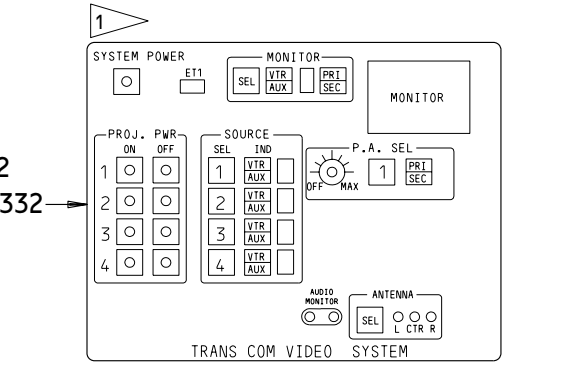 1
SYSTEM POWER
ET1
MONITOR
SEL VTR AUX PRI SEC
MONITOR
PROJ. PWR
ON OFF
1
2
3
4
SOURCE
SEL IND
1 VTR AUX
2 VTR AUX
3 VTR AUX
4 VTR AUX
P.A. SEL
OFF MAX 1 PRI SEC
2
332
AUDIO
MONITOR
ANTENNA
SEL L CTR R
TRANS COM VIDEO SYSTEM